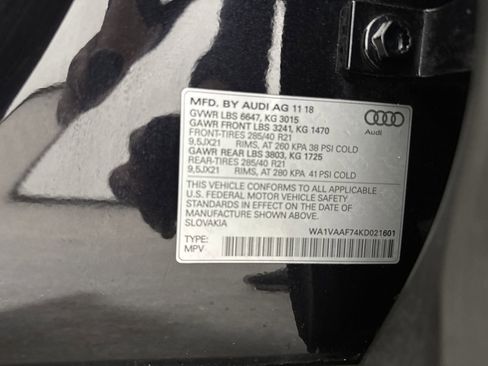 MFD. BY AUDI AG 11 18
GVWR LBS 6647, KG 3015
GAWR FRONT LBS 3241, KG 1470
FRONT-TIRES 285/40 R21
9,5JX21 RIMS, AT 260 KPA 38 PSI COLD
GAWR REAR LBS 3803, KG 1725
REAR-TIRES 285/40 R21
9,5JX21 RIMS, AT 280 KPA 41 PSI COLD
THIS VEHICLE CONFORMS TO ALL APPLICABLE
U.S. FEDERAL MOTOR VEHICLE SAFETY
STANDARDS IN EFFECT ON THE DATE OF
MANUFACTURE SHOWN ABOVE.
SLOVAKIA
WA1VAAF74KD021601
TYPE:
MPV
Audi